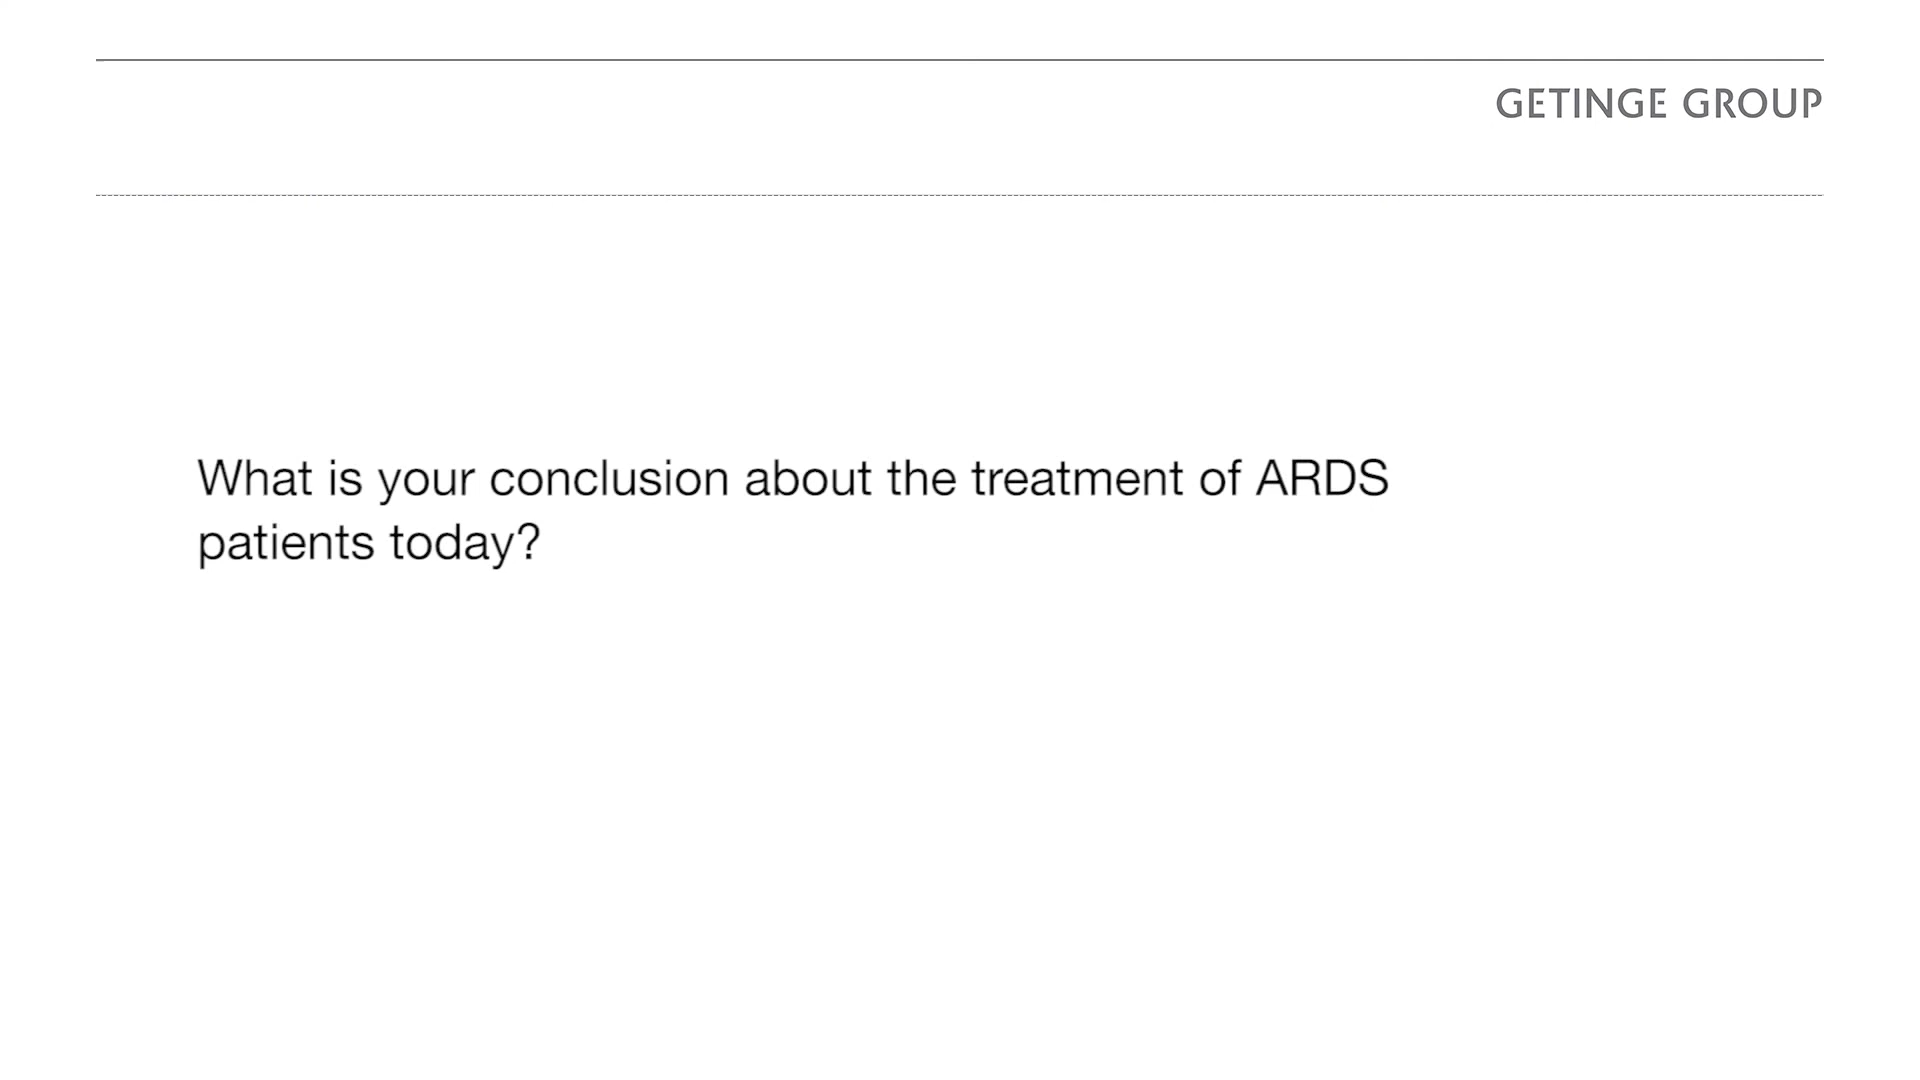 GETINGE GROUP
What is your conclusion about the treatment of ARDS
patients today?